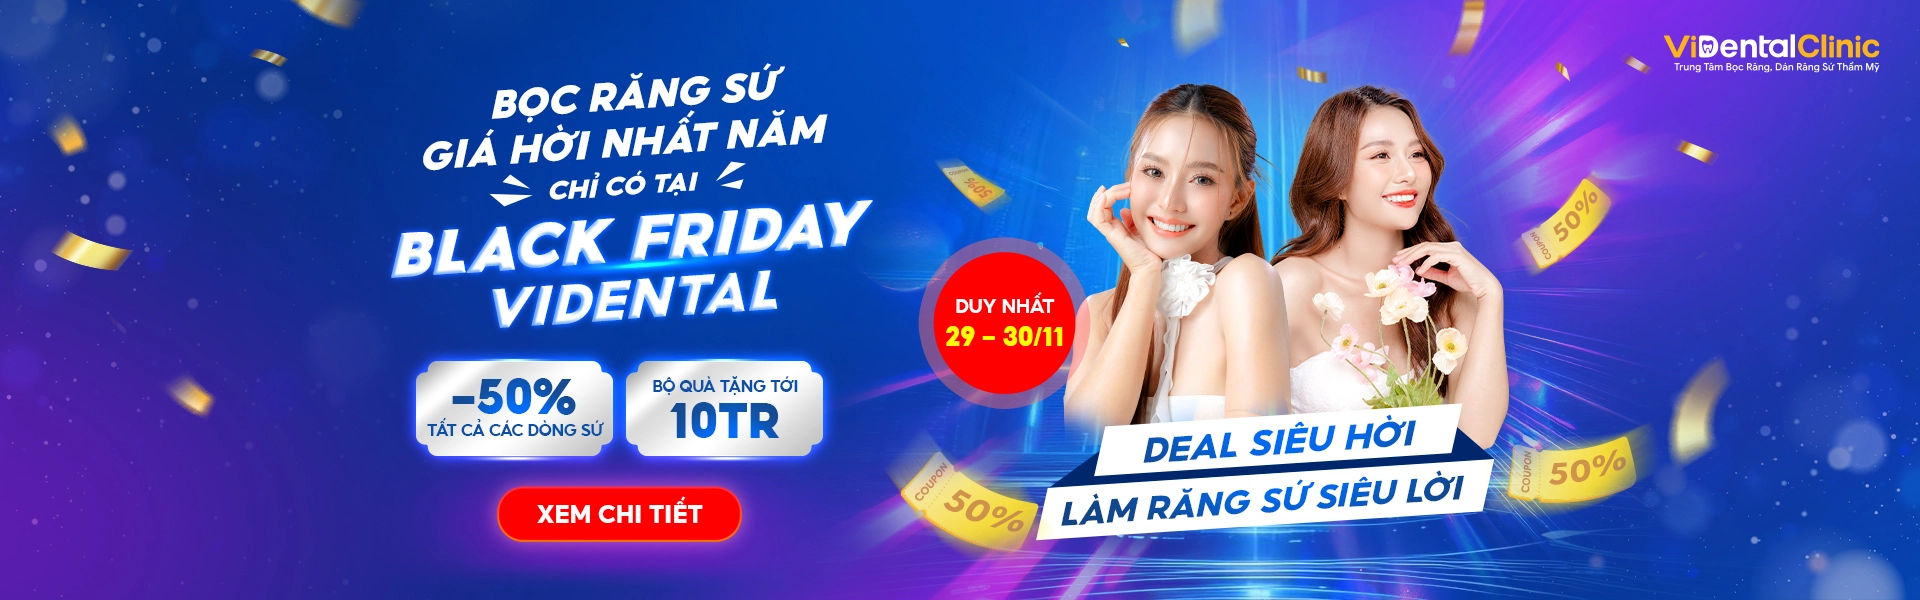 BỌC RĂNG SỨ
GIÁ HỜI NHẤT NĂM
CHỈ CÓ TẠI
BLACK FRIDAY
VIDENTAL
-50%
TẤT CẢ CÁC DÒNG SỨ
BỘ QUÀ TẶNG TỚI
10TR
XEM CHI TIẾT
DUY NHẤT
29 - 30/11
ViDentalClinic
Trung Tâm Bọc Răng, Dán Răng Sứ Thẩm Mỹ
COUPON
50%
COUPON
50%
DEAL SIÊU HỜI
LÀM RĂNG SỨ SIÊU LỜI
COUPON
50%
COUPON
50%